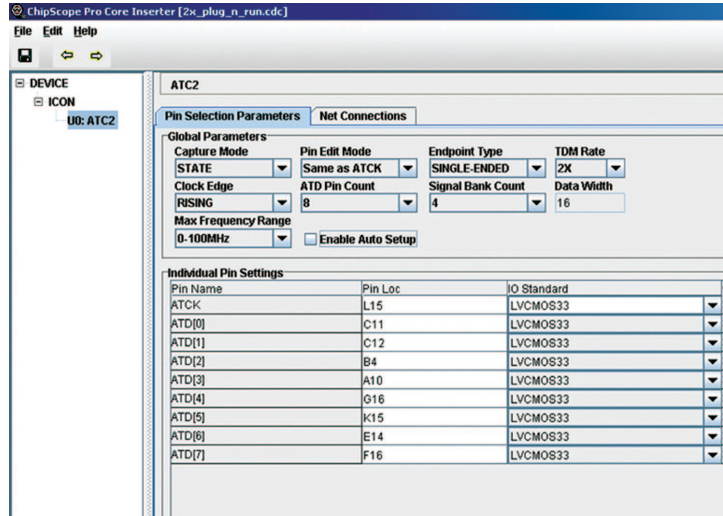 ChipScope Pro Core Inserter [2x_plug_n_run.cdc]
File Edit Help
DEVICE
ICON
U0: ATC2
ATC2
Pin Selection Parameters Net Connections
Global Parameters
Capture Mode Pin Edit Mode Endpoint Type TDM Rate
STATE Same as ATCK SINGLE-ENDED 2X
Clock Edge ATD Pin Count Signal Bank Count Data Width
RISING 8 4 16
Max Frequency Range
0-100MHz Enable Auto Setup
Individual Pin Settings
Pin Name Pin Loc IO Standard
ATCK L15 LVCMOS33
ATD[0] C11 LVCMOS33
ATD[1] C12 LVCMOS33
ATD[2] B4 LVCMOS33
ATD[3] A10 LVCMOS33
ATD[4] G16 LVCMOS33
ATD[5] K15 LVCMOS33
ATD[6] E14 LVCMOS33
ATD[7] F16 LVCMOS33